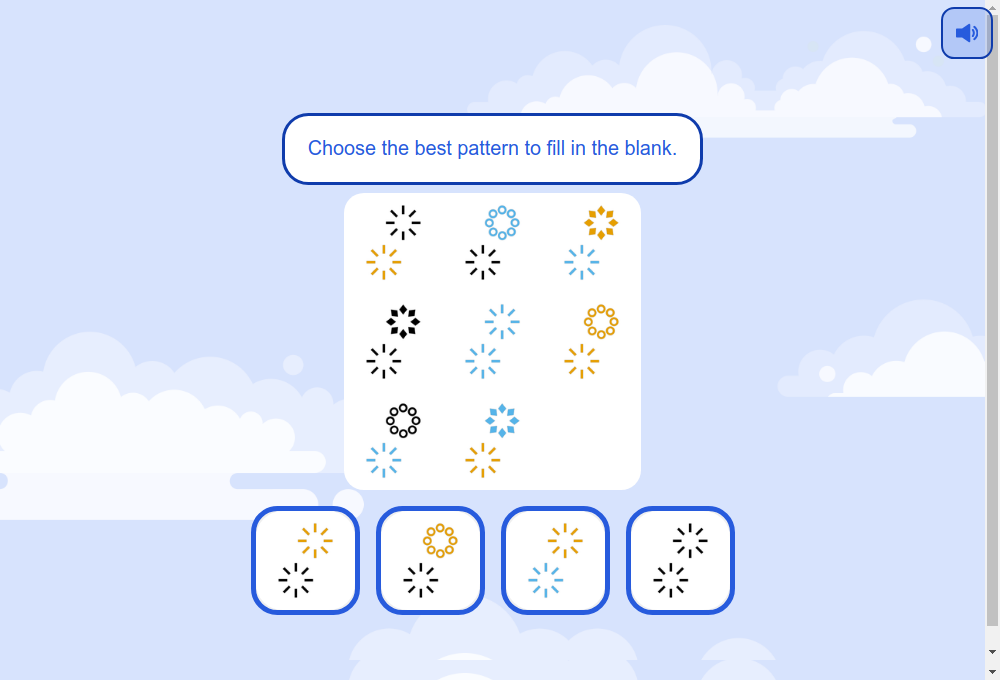 Choose the best pattern to fill in the blank.